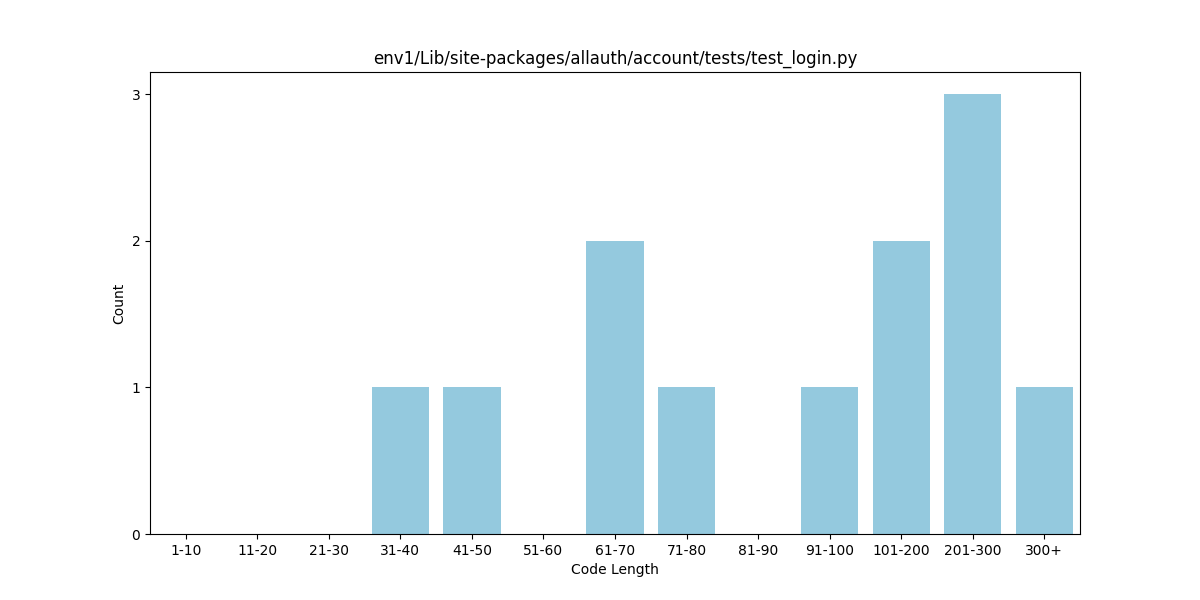 env1/Lib/site-packages/allauth/account/tests/test_login.py
3
2
1
0
Count
1-10 11-20 21-30 31-40 41-50 51-60 61-70 71-80 81-90 91-100 101-200 201-300 300+
Code Length